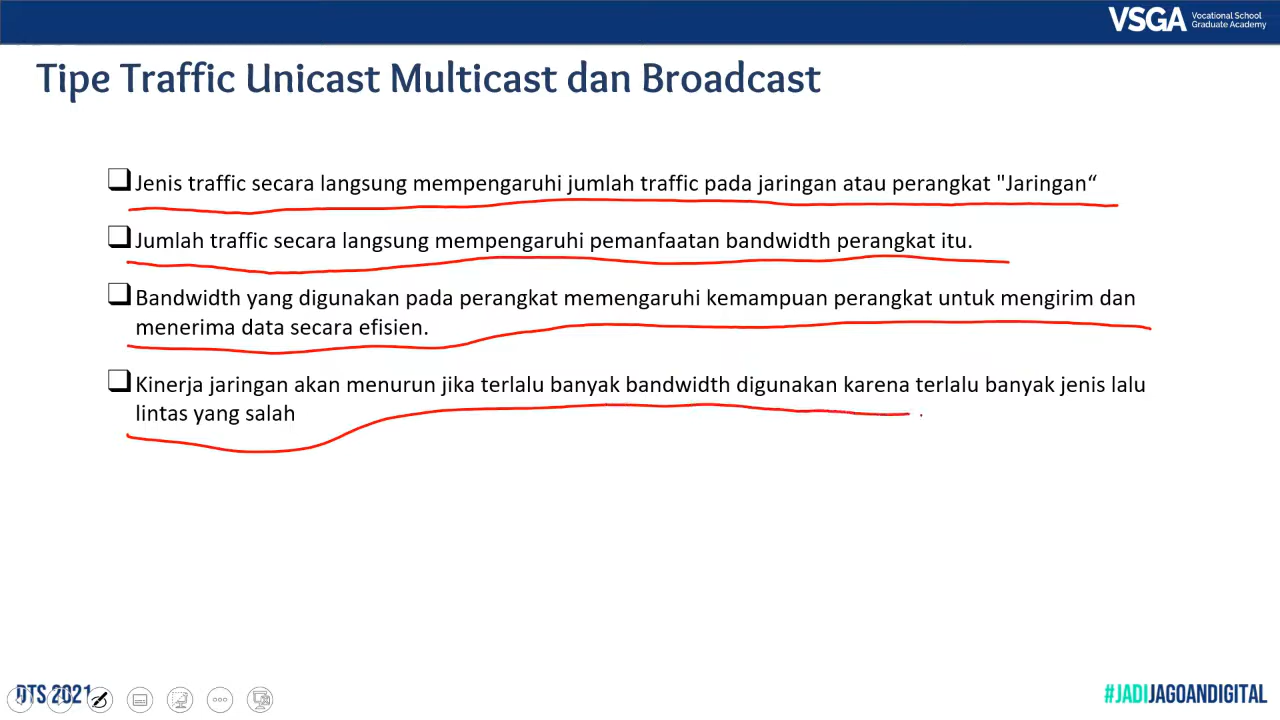 VSGA Vocational School
Graduate Academy
Tipe Traffic Unicast Multicast dan Broadcast
Jenis traffic secara langsung mempengaruhi jumlah traffic pada jaringan atau perangkat "Jaringan“
Jumlah traffic secara langsung mempengaruhi pemanfaatan bandwidth perangkat itu.
Bandwidth yang digunakan pada perangkat memengaruhi kemampuan perangkat untuk mengirim dan
menerima data secara efisien.
Kinerja jaringan akan menurun jika terlalu banyak bandwidth digunakan karena terlalu banyak jenis lalu
lintas yang salah
DTS 2021
#JADIJAGOANDIGITAL